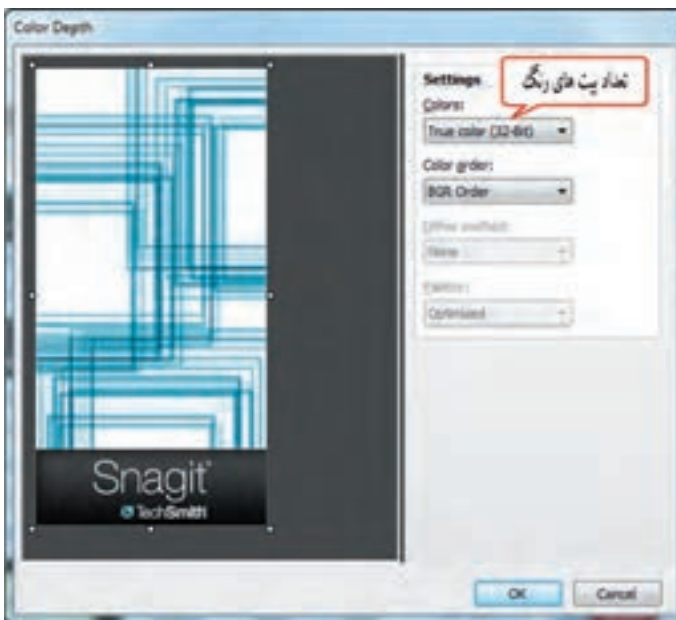 Color Depth
Settings
تعداد بیت های رنگ
Colors:
True color (32-Bit)
Color order:
BGR Order
Dither method:
None
Palette:
Optimized
Snagit®
TechSmith
OK
Cancel